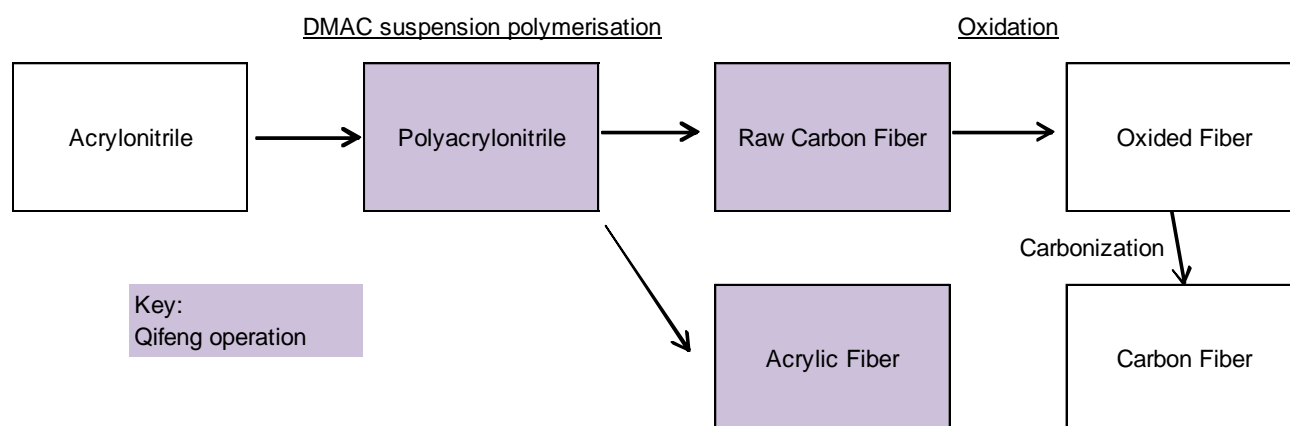 DMAC suspension polymerisation
Oxidation
Acrylonitrile
Polyacrylonitrile
Raw Carbon Fiber
Oxided Fiber
Carbonization
Key:
Qifeng operation
Acrylic Fiber
Carbon Fiber